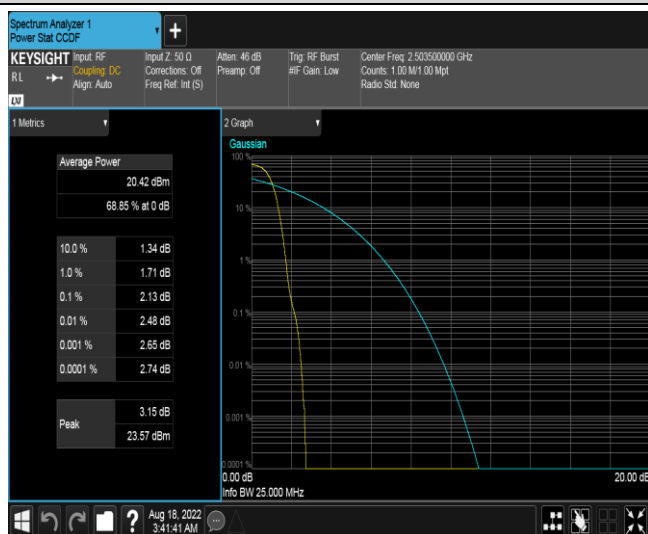 Spectrum Analyzer 1
Power Stat CCDF
+
KEYSIGHT
RL
LXI
Input: RF
Coupling: DC
Align: Auto
Input Z: 50 Ω
Corrections: Off
Freq Ref: Int (S)
Atten: 46 dB
Preamp: Off
Trig: RF Burst
#IF Gain: Low
Center Freq: 2.503500000 GHz
Counts: 1.00 M/1.00 Mpt
Radio Std: None
1 Metrics
Average Power
20.42 dBm
68.85 % at 0 dB
10.0 % 1.34 dB
1.0 % 1.71 dB
0.1 % 2.13 dB
0.01 % 2.48 dB
0.001 % 2.65 dB
0.0001 % 2.74 dB
Peak
3.15 dB
23.57 dBm
2 Graph
Gaussian
100 %
10 %
1 %
0.1 %
0.01 %
0.001 %
0.0001 %
0.00 dB 20.00 dB
Info BW 25.000 MHz
?
Aug 18, 2022
3:41:41 AM